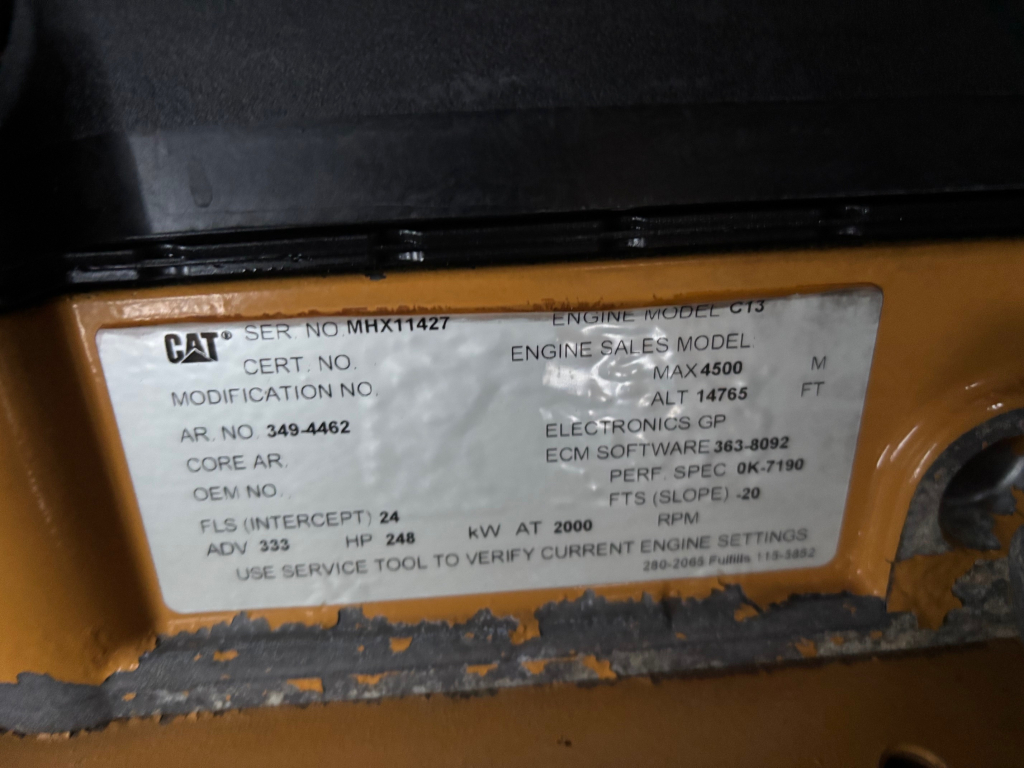 CAT® SER. NO. MHX11427 ENGINE MODEL C13
CERT. NO. ENGINE SALES MODEL
MODIFICATION NO. MAX 4500 M
AR. NO. 349-4462 ALT 14765 FT
CORE AR. ELECTRONICS GP
OEM NO. ECM SOFTWARE 363-8092
PERF. SPEC 0K-7190
FLS (INTERCEPT) 24 FTS (SLOPE) -20
ADV 333 HP 248 kW AT 2000 RPM
USE SERVICE TOOL TO VERIFY CURRENT ENGINE SETTINGS
280-2065 Fulfills 115-5852